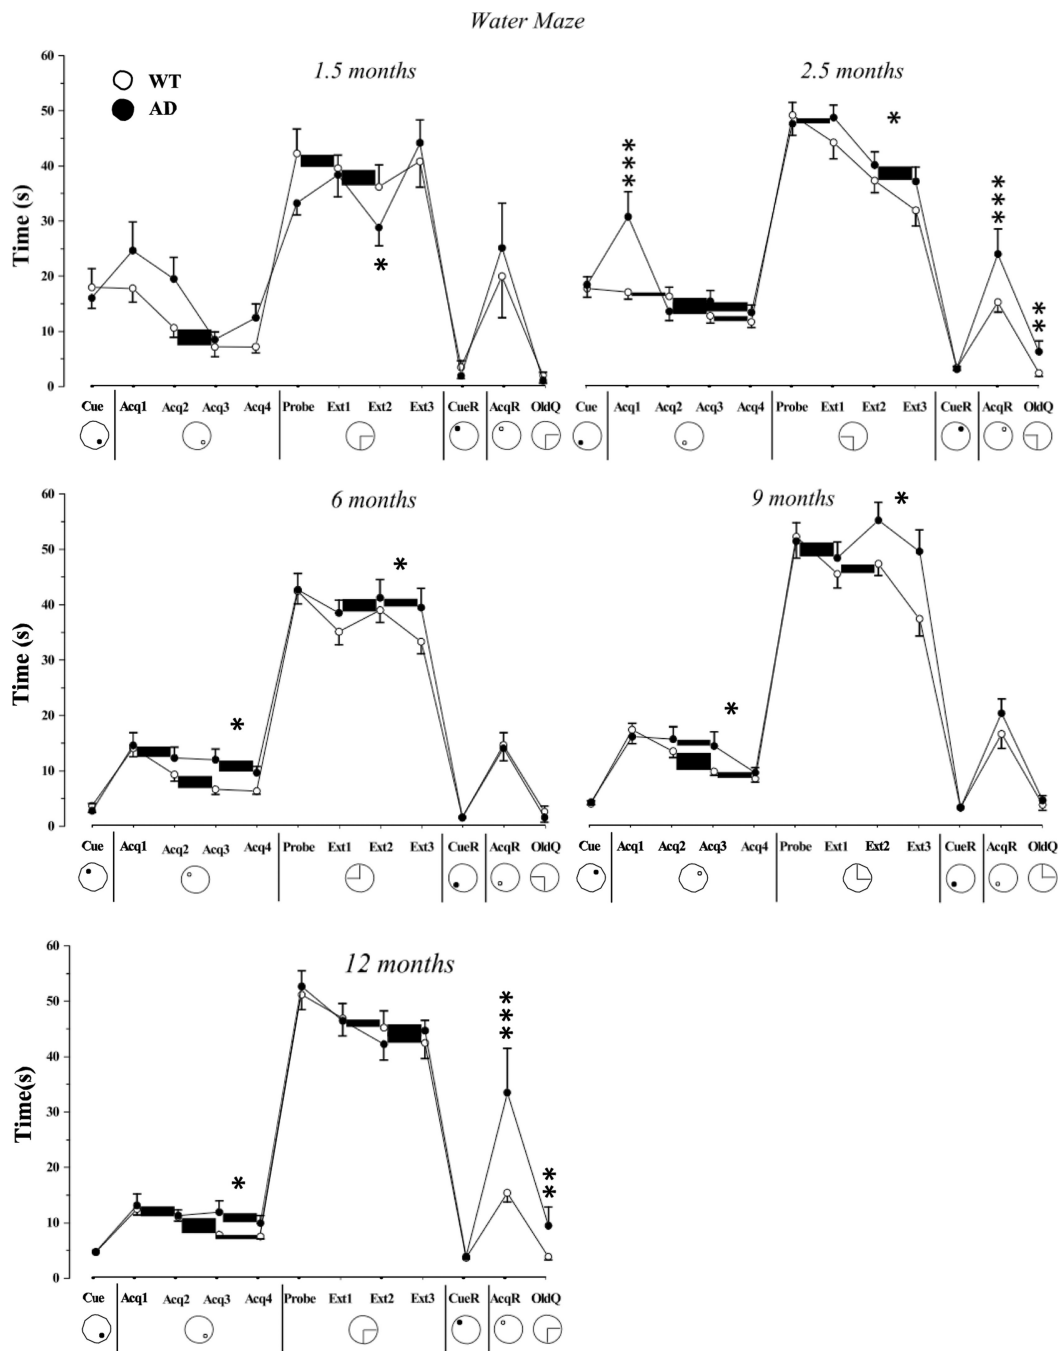 Water Maze
1.5 months
2.5 months
WT
AD
Time (s)
60
50
40
30
20
10
0
*
***
*
***
**
Cue Acq1 Acq2 Acq3 Acq4 Probe Ext1 Ext2 Ext3 CueR AcqR OldQ
Cue Acq1 Acq2 Acq3 Acq4 Probe Ext1 Ext2 Ext3 CueR AcqR OldQ
6 months
9 months
Time (s)
60
50
40
30
20
10
0
*
*
*
*
Cue Acq1 Acq2 Acq3 Acq4 Probe Ext1 Ext2 Ext3 CueR AcqR OldQ
Cue Acq1 Acq2 Acq3 Acq4 Probe Ext1 Ext2 Ext3 CueR AcqR OldQ
12 months
Time(s)
60
50
40
30
20
10
0
*
***
**
Cue Acq1 Acq2 Acq3 Acq4 Probe Ext1 Ext2 Ext3 CueR AcqR OldQ